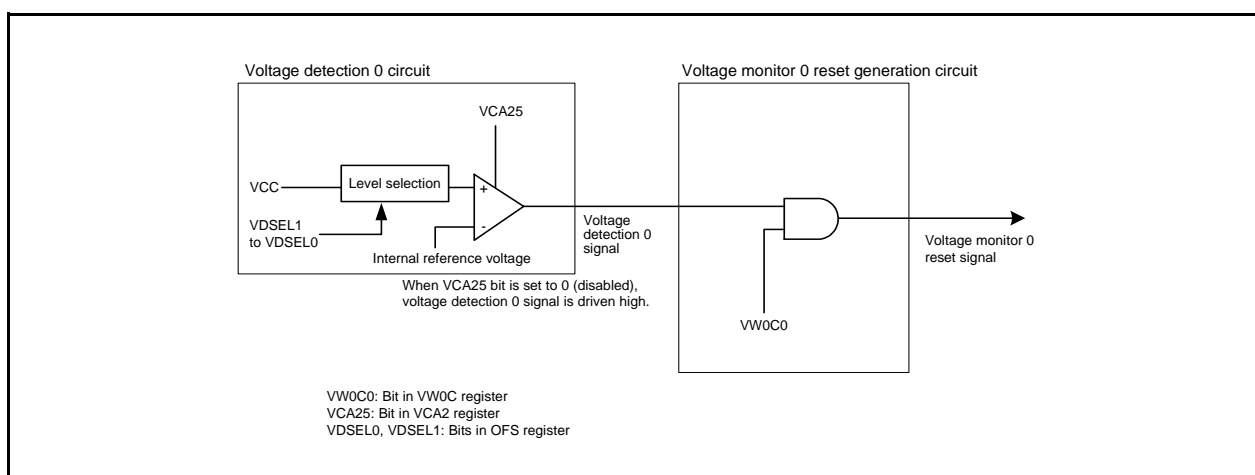 Voltage detection 0 circuit
Voltage monitor 0 reset generation circuit
VCA25
VCC
Level selection
+
-
VDSEL1
to VDSEL0
Internal reference voltage
Voltage
detection 0
signal
When VCA25 bit is set to 0 (disabled),
voltage detection 0 signal is driven high.
VW0C0
Voltage monitor 0
reset signal
VW0C0: Bit in VW0C register
VCA25: Bit in VCA2 register
VDSEL0, VDSEL1: Bits in OFS register